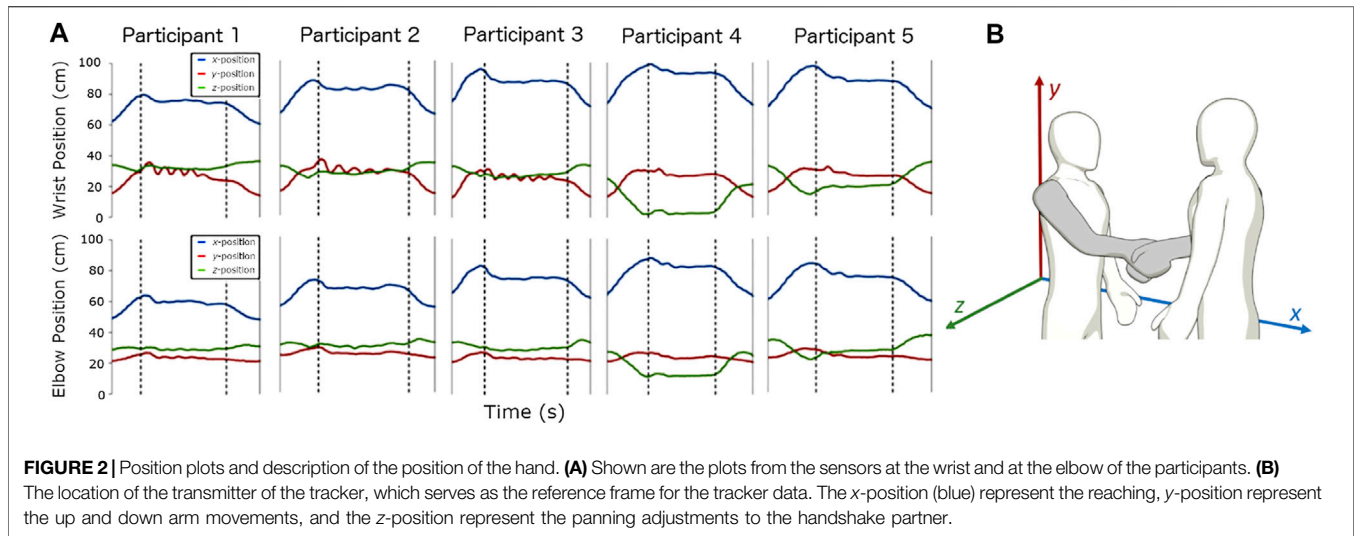 A
Participant 1
Participant 2
Participant 3
Participant 4
Participant 5
B
Wrist Position (cm)
100
80
60
40
20
0
x-position
y-position
z-position
Elbow Position (cm)
100
80
60
40
20
0
x-position
y-position
z-position
Time (s)
y
z
x
FIGURE 2 | Position plots and description of the position of the hand. (A) Shown are the plots from the sensors at the wrist and at the elbow of the participants. (B)
The location of the transmitter of the tracker, which serves as the reference frame for the tracker data. The x-position (blue) represent the reaching, y-position represent
the up and down arm movements, and the z-position represent the panning adjustments to the handshake partner.